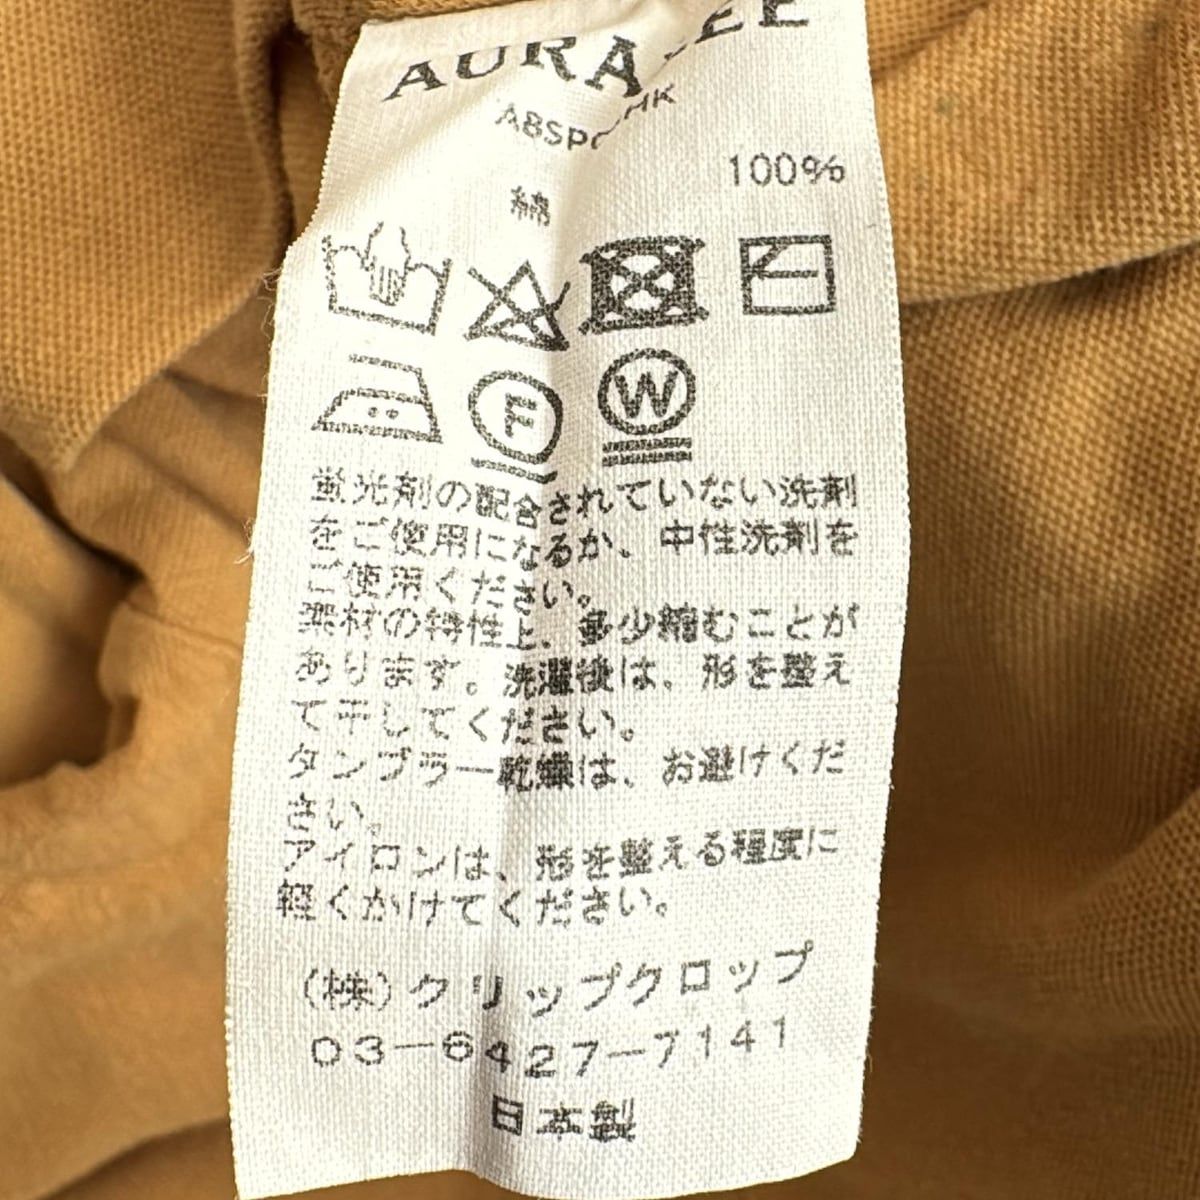 綿 100%
F W
蛍光剤の配合されていない洗剤
をご使用になるか、中性洗剤を
ご使用ください。
素材の特性上、多少縮むことが
あります。洗濯後は、形を整え
て干してください。
タンブラー乾燥は、お避けくだ
さい。
アイロンは、形を整える程度に
軽くかけてください。
(株)クリップクロップ
03-6427-7141
日本製